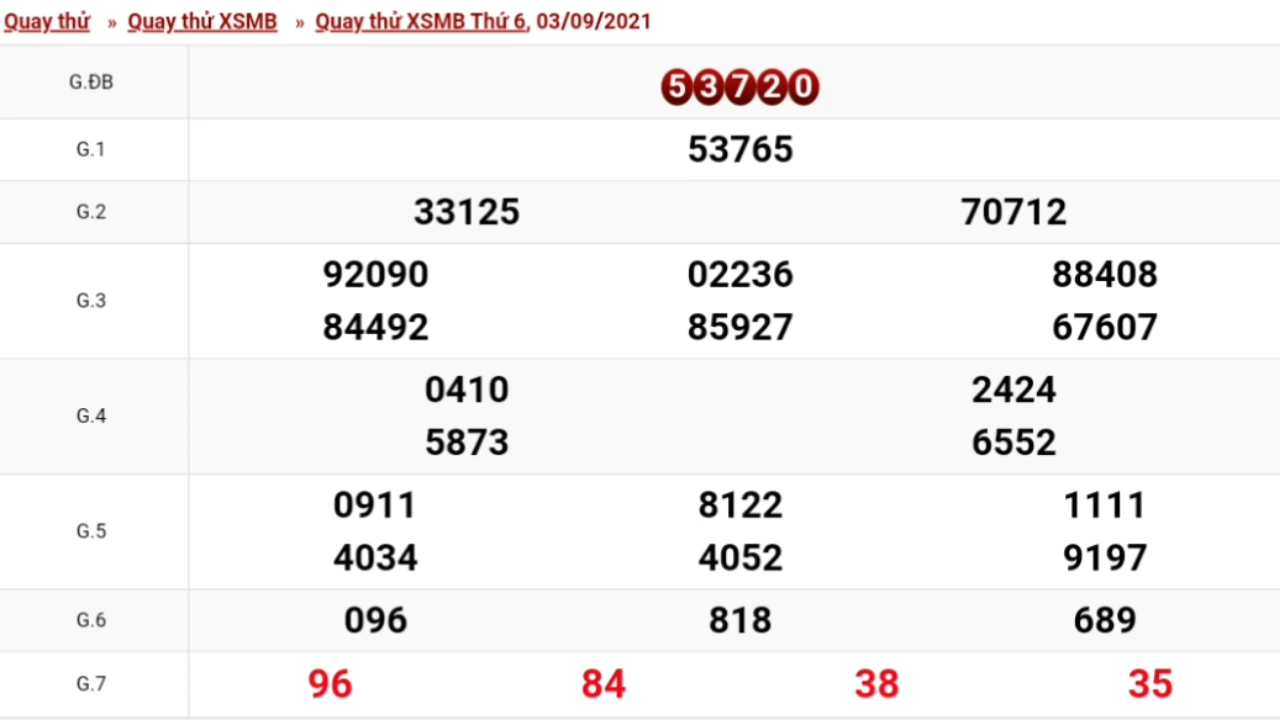 Quay thử » Quay thử XSMB » Quay thử XSMB Thứ 6, 03/09/2021
G.ĐB 53720
G.1 53765
G.2 33125 70712
G.3 92090 02236 88408
84492 85927 67607
G.4 0410 2424
5873 6552
G.5 0911 8122 1111
4034 4052 9197
G.6 096 818 689
G.7 96 84 38 35